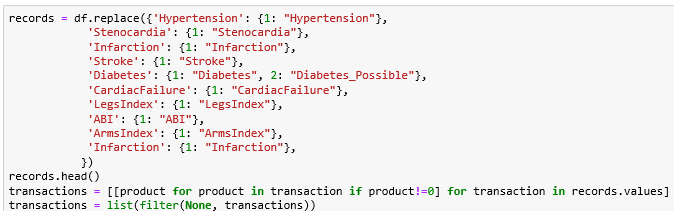 records = df.replace({'Hypertension': {1: "Hypertension"},
'Stenocardia': {1: "Stenocardia"},
'Infarction': {1: "Infarction"},
'Stroke': {1: "Stroke"},
'Diabetes': {1: "Diabetes", 2: "Diabetes_Possible"},
'CardiacFailure': {1: "CardiacFailure"},
'LegsIndex': {1: "LegsIndex"},
'ABI': {1: "ABI"},
'ArmsIndex': {1: "ArmsIndex"},
'Infarction': {1: "Infarction"},
})
records.head()
transactions = [[product for product in transaction if product!=0] for transaction in records.values]
transactions = list(filter(None, transactions))